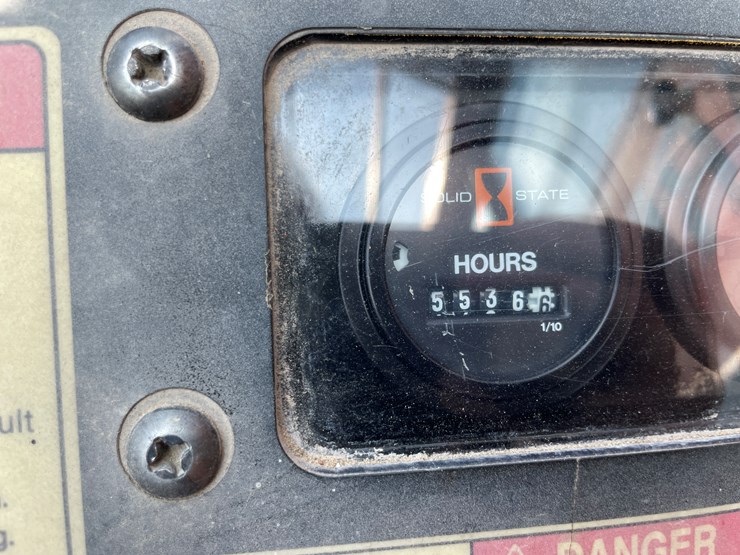 SOLID STATE
HOURS
5 5 3 6 6
1/10
ult
g.
DANGER